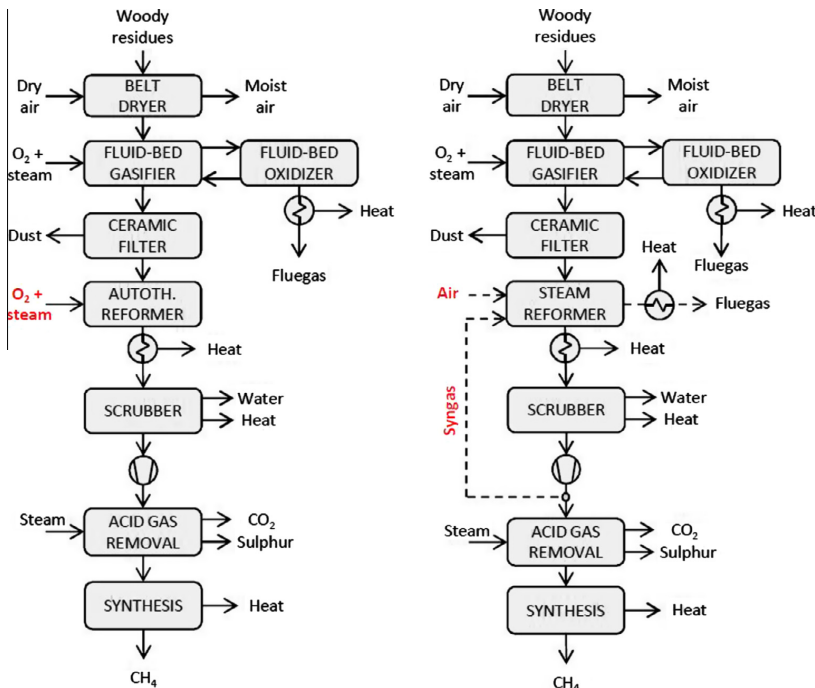 Woody
residues
Dry
air
BELT
DRYER
Moist
air
O₂ +
steam
FLUID-BED
GASIFIER
FLUID-BED
OXIDIZER
Heat
Fluegas
Dust
CERAMIC
FILTER
O₂ +
steam
AUTOTH.
REFORMER
Heat
SCRUBBER
Water
Heat
Steam
ACID GAS
REMOVAL
CO₂
Sulphur
SYNTHESIS
Heat
CH₄
Woody
residues
Dry
air
BELT
DRYER
Moist
air
O₂ +
steam
FLUID-BED
GASIFIER
FLUID-BED
OXIDIZER
Heat
Fluegas
Dust
CERAMIC
FILTER
Heat
Air
STEAM
REFORMER
Fluegas
Heat
Syngas
SCRUBBER
Water
Heat
Steam
ACID GAS
REMOVAL
CO₂
Sulphur
SYNTHESIS
Heat
CH₄